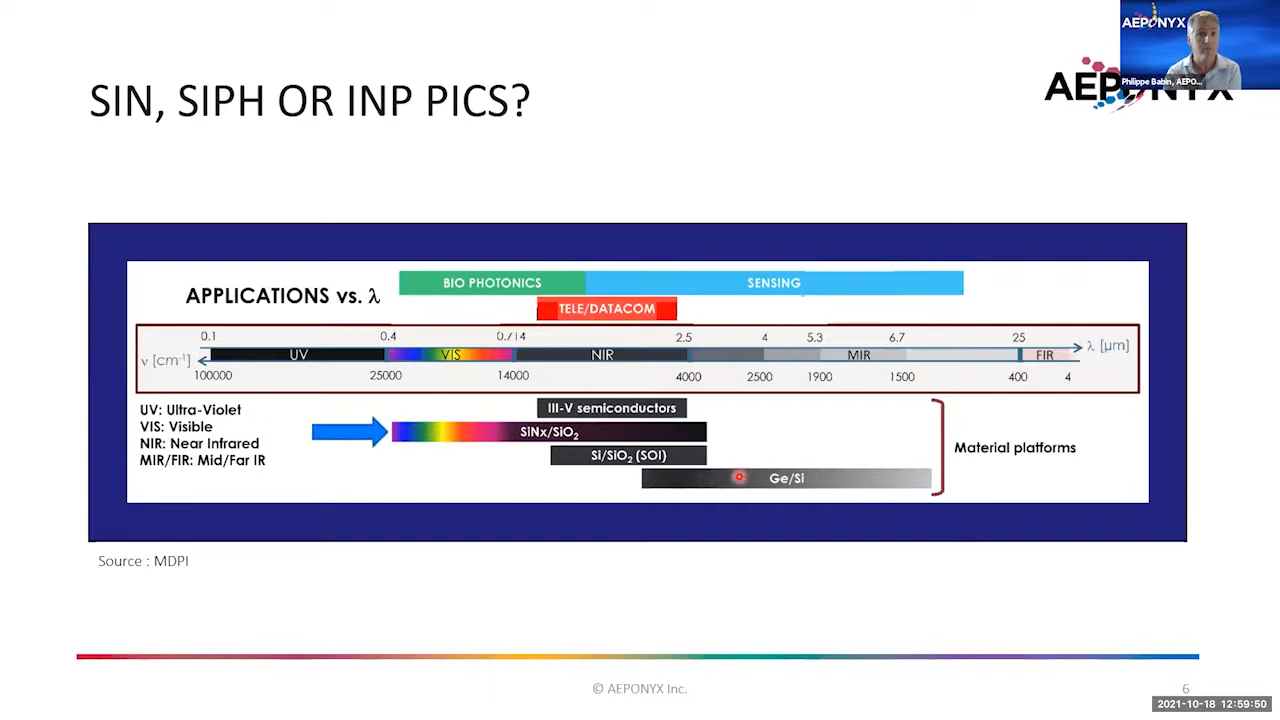 AEPONYX
Philippe Babin, AEPO...
SIN, SIPH OR INP PICS?
APPLICATIONS vs. λ
BIO PHOTONICS
SENSING
TELE/DATACOM
0.1 0.4 0.714 2.5 4 5.3 6.7 25
λ [µm]
ν [cm⁻¹]
UV VIS NIR MIR FIR
100000 25000 14000 4000 2500 1900 1500 400 4
UV: Ultra-Violet
VIS: Visible
NIR: Near Infrared
MIR/FIR: Mid/Far IR
III-V semiconductors
SiNx/SiO₂
Si/SiO₂ (SOI)
Ge/Si
Material platforms
Source : MDPI
© AEPONYX Inc.
6
2021-10-18 12:59:50